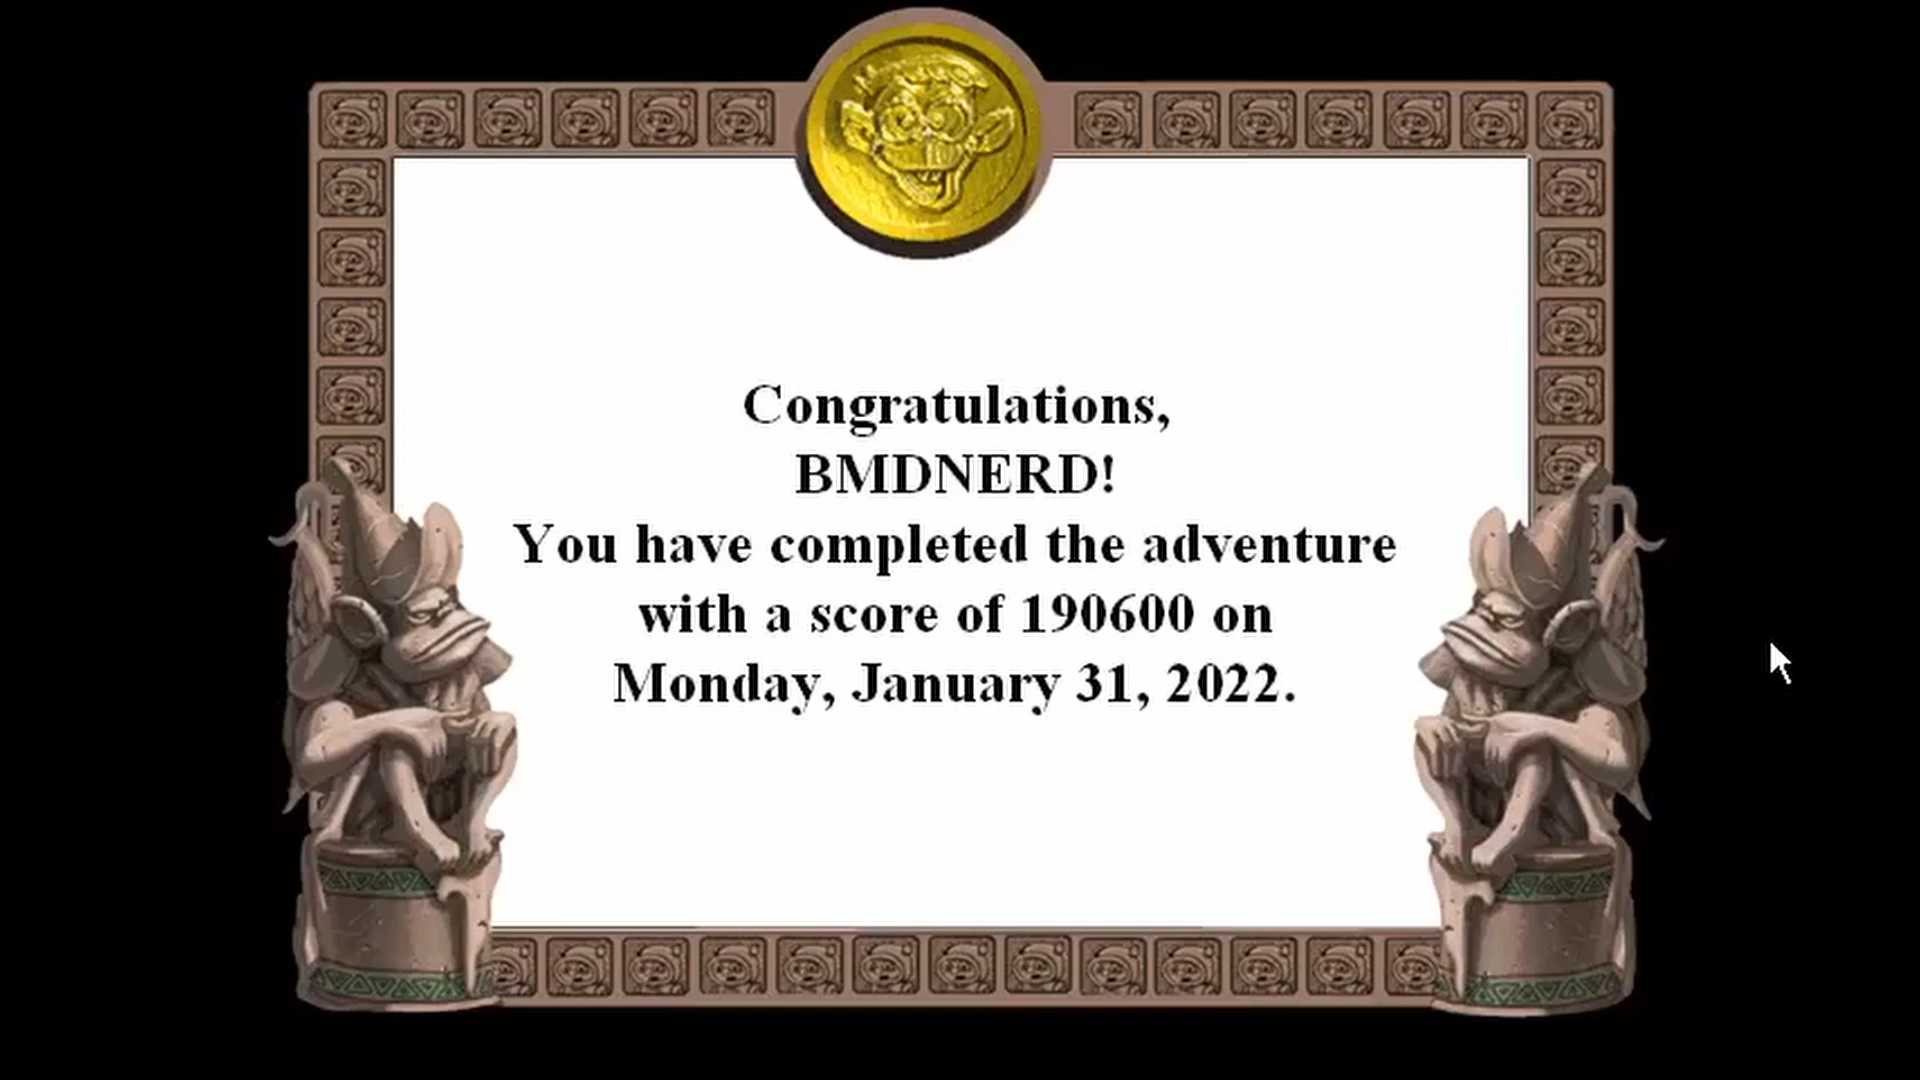 Congratulations,
BMDNERD!
You have completed the adventure
with a score of 190600 on
Monday, January 31, 2022.